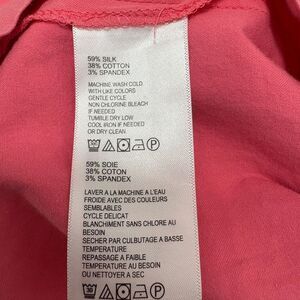 59% SILK
38% COTTON
3% SPANDEX
MACHINE WASH COLD
WITH LIKE COLORS
GENTLE CYCLE
NON CHLORINE BLEACH
IF NEEDED
TUMBLE DRY LOW
COOL IRON IF NEEDED
OR DRY CLEAN
59% SOIE
38% COTON
3% SPANDEX
LAVER A LA MACHINE A L'EAU
FROIDE AVEC DES COULEURS
SEMBLABLES
CYCLE DELICAT
BLANCHIMENT SANS CHLORE AU
BESOIN
SECHER PAR CULBUTAGE A BASSE
TEMPERATURE
REPASSAGE A FAIBLE
TEMPERATURE AU BESOIN
OU NETTOYER A SEC